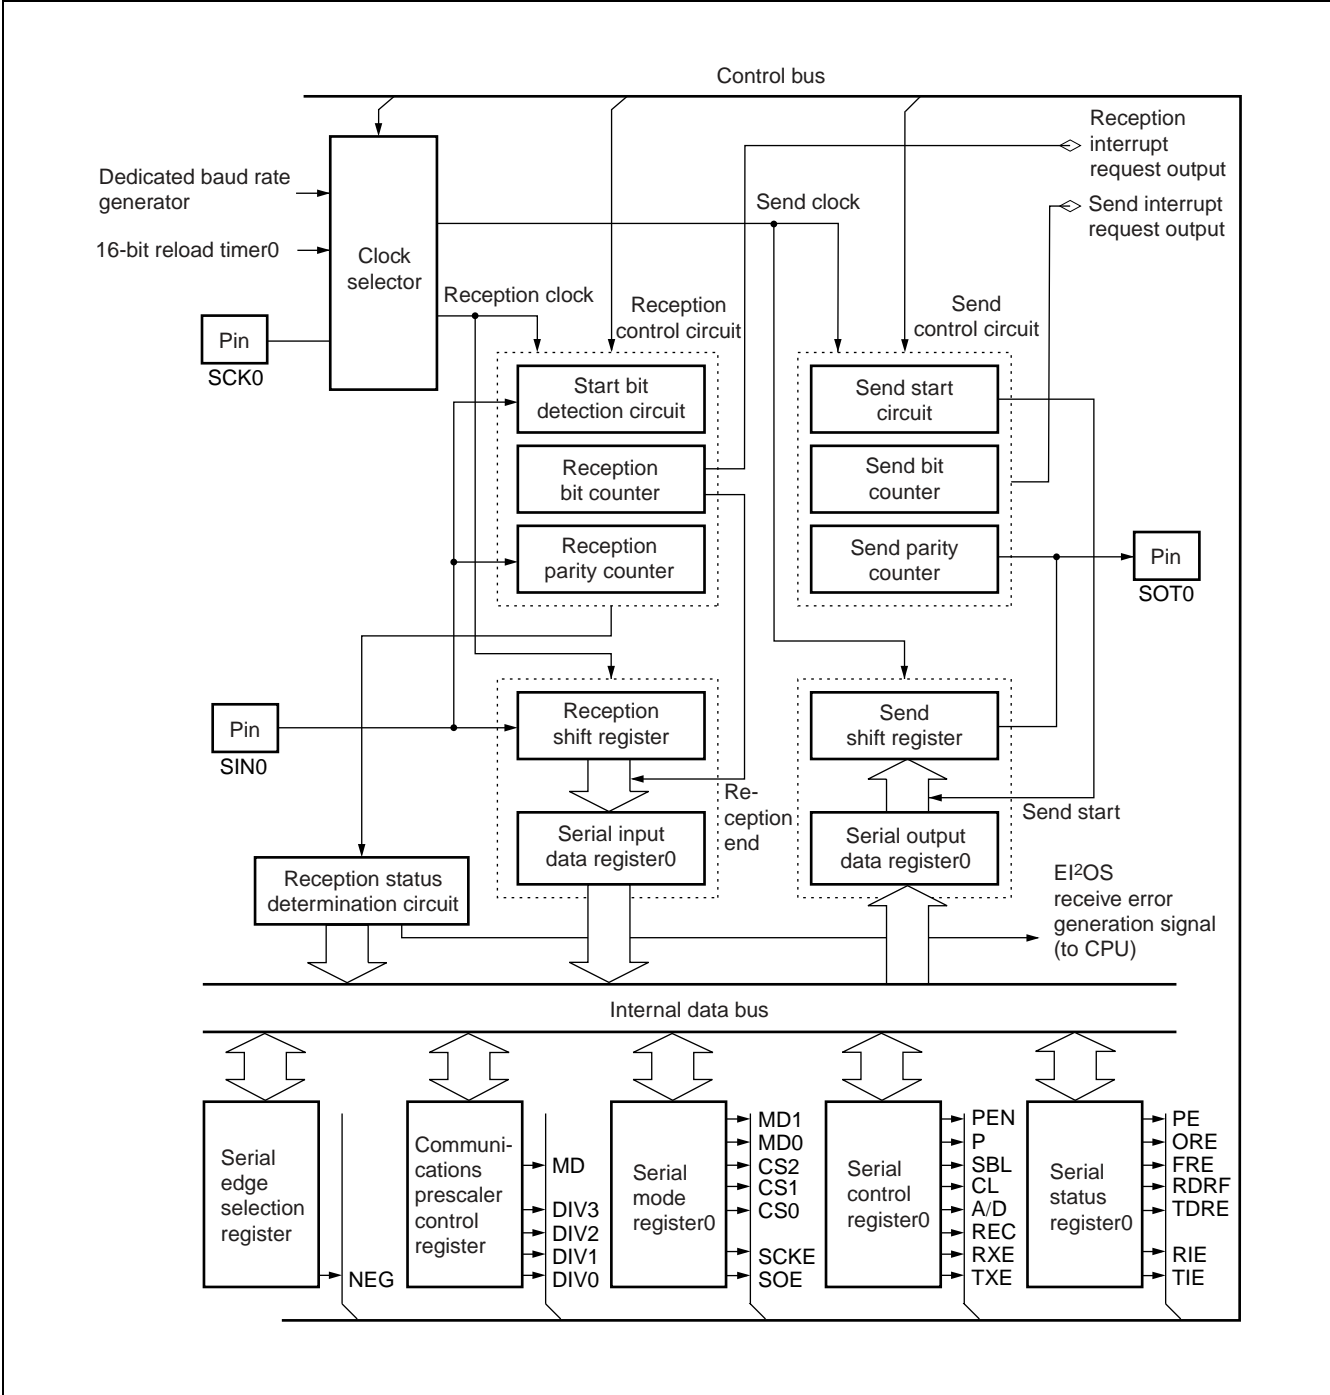 Control bus
Reception
interrupt
request output
Dedicated baud rate
generator
Send clock
Send interrupt
request output
16-bit reload timer0
Clock
selector
Reception clock
Reception
control circuit
Send
control circuit
Pin
SCK0
Start bit
detection circuit
Send start
circuit
Reception
bit counter
Send bit
counter
Reception
parity counter
Send parity
counter
Pin
SOT0
Pin
SIN0
Reception
shift register
Send
shift register
Re-
ception
end
Send start
Serial input
data register0
Serial output
data register0
Reception status
determination circuit
EI²OS
receive error
generation signal
(to CPU)
Internal data bus
Serial
edge
selection
register
NEG
Communi-
cations
prescaler
control
register
MD
DIV3
DIV2
DIV1
DIV0
Serial
mode
register0
MD1
MD0
CS2
CS1
CS0
SCKE
SOE
Serial
control
register0
PEN
P
SBL
CL
A/D
REC
RXE
TXE
Serial
status
register0
PE
ORE
FRE
RDRF
TDRE
RIE
TIE